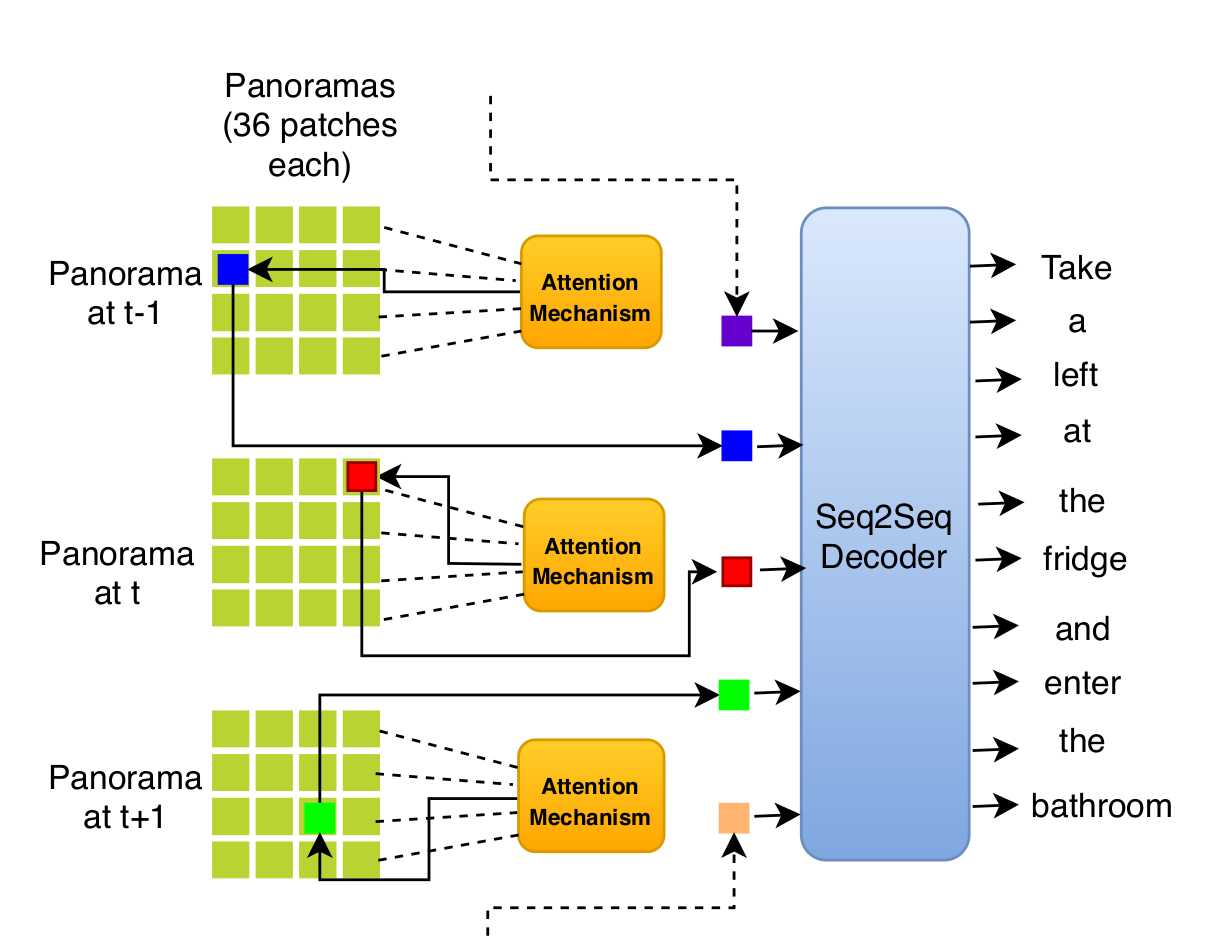 Panoramas
(36 patches
each)
Panorama
at t-1
Attention
Mechanism
Panorama
at t
Attention
Mechanism
Panorama
at t+1
Attention
Mechanism
Seq2Seq
Decoder
Take
a
left
at
the
fridge
and
enter
the
bathroom